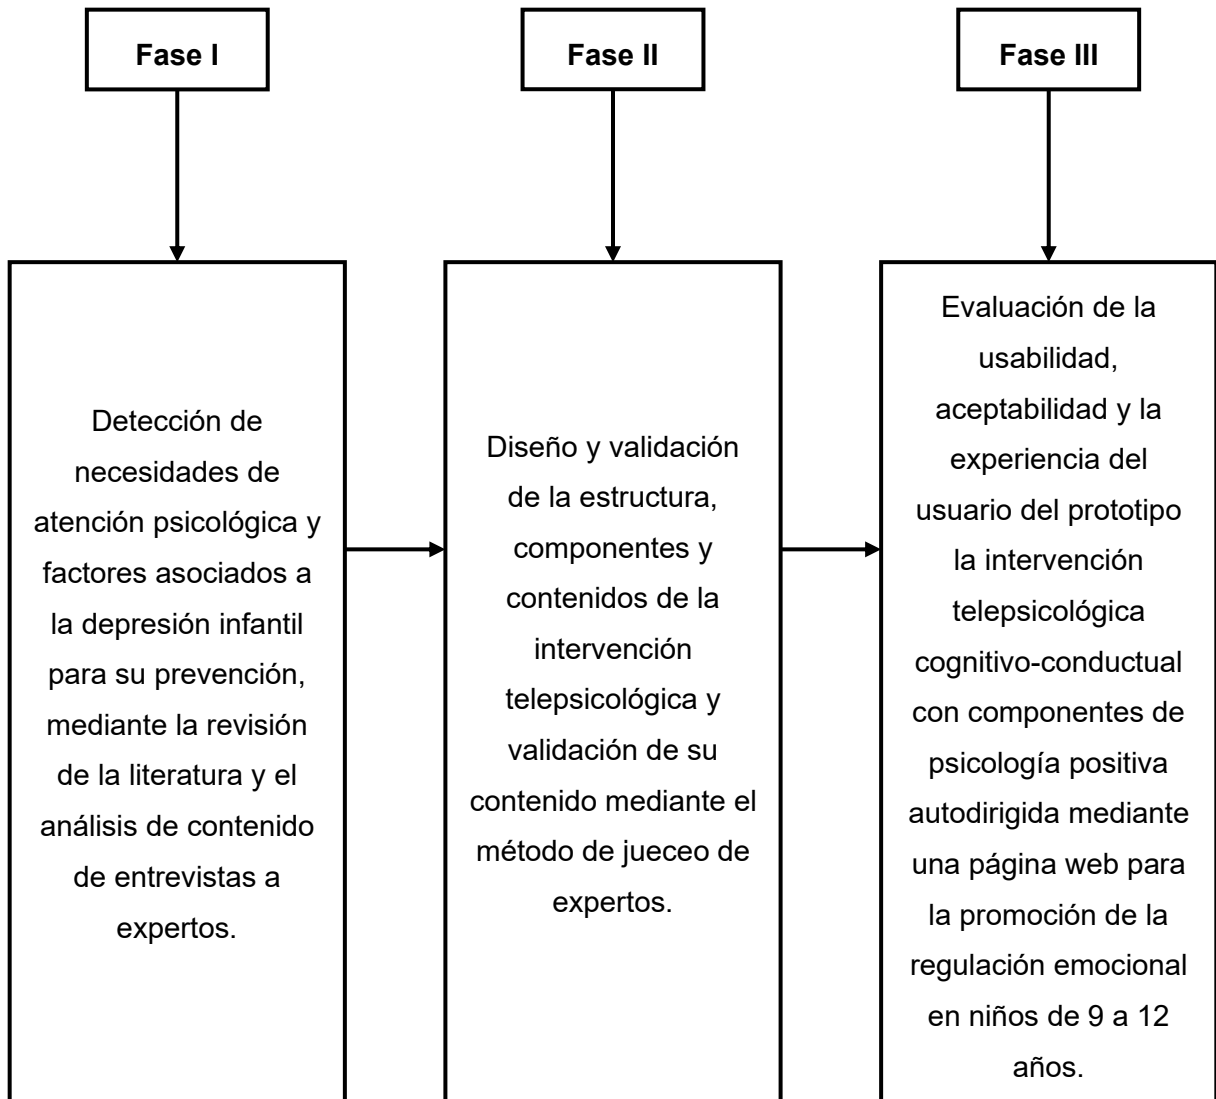 Fase I
Fase II
Fase III
Detección de
necesidades de
atención psicológica y
factores asociados a
la depresión infantil
para su prevención,
mediante la revisión
de la literatura y el
análisis de contenido
de entrevistas a
expertos.
Diseño y validación
de la estructura,
componentes y
contenidos de la
intervención
telepsicológica y
validación de su
contenido mediante el
método de jueceo de
expertos.
Evaluación de la
usabilidad,
aceptabilidad y la
experiencia del
usuario del prototipo
la intervención
telepsicológica
cognitivo-conductual
con componentes de
psicología positiva
autodirigida mediante
una página web para
la promoción de la
regulación emocional
en niños de 9 a 12
años.